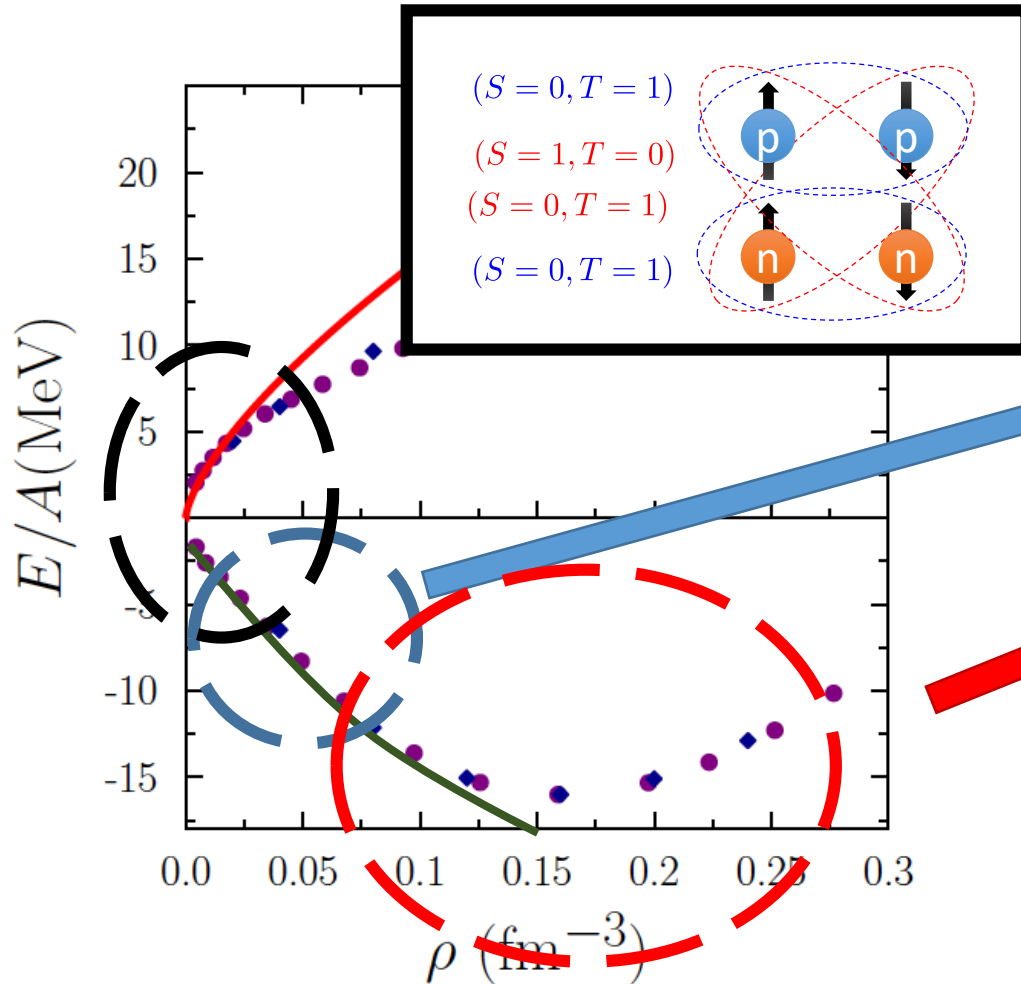 (S = 0, T = 1)
(S = 1, T = 0)
(S = 0, T = 1)
(S = 0, T = 1)
p p
n n
20
15
10
5
-5
-10
-15
E/A(MeV)
0.0 0.05 0.1 0.15 0.2 0.25 0.3
ρ (fm⁻³)